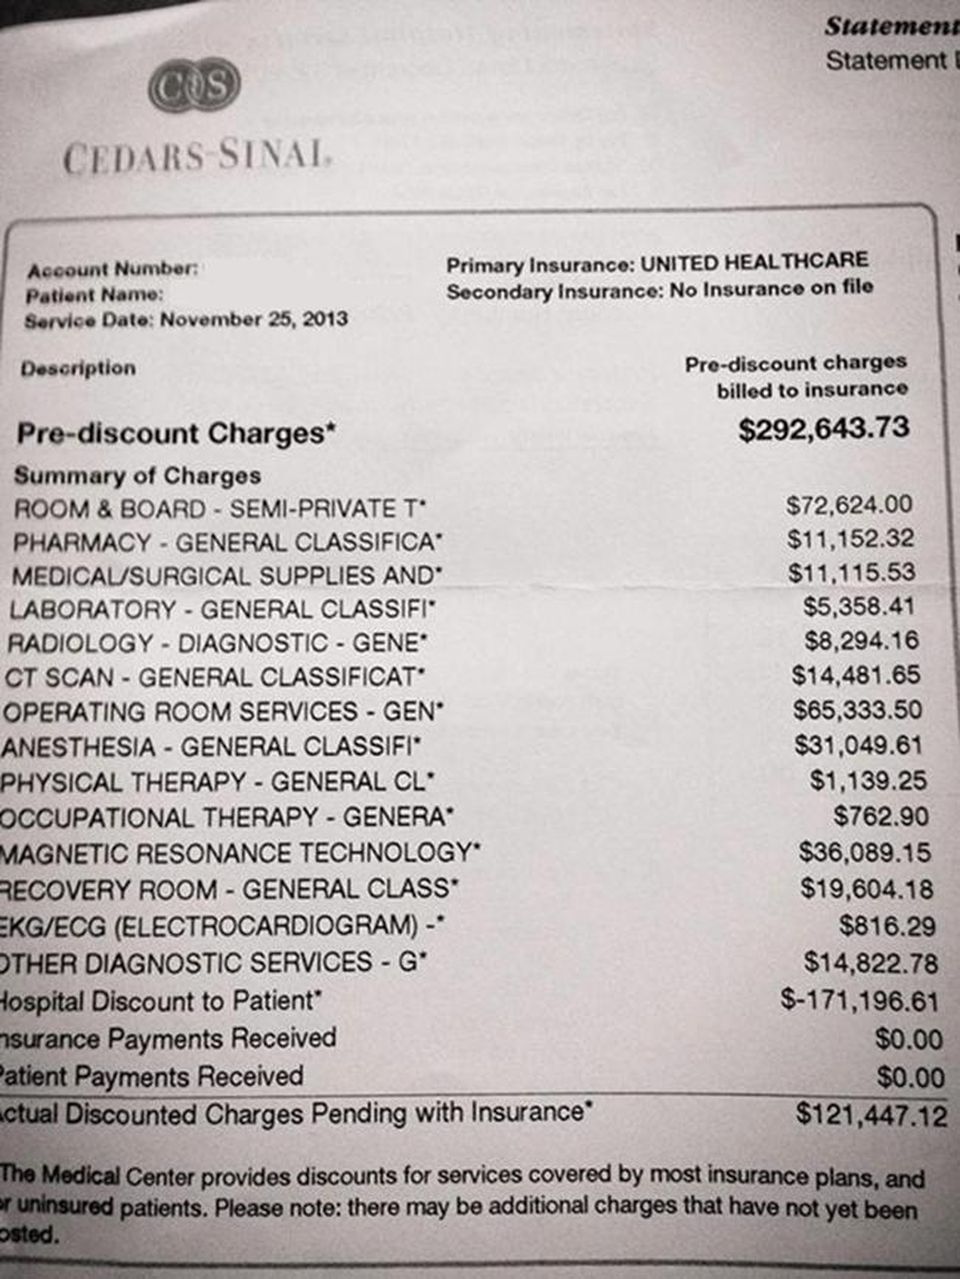 Statement
Statement
CEDARS-SINAI®
Account Number:
Patient Name:
Service Date: November 25, 2013
Primary Insurance: UNITED HEALTHCARE
Secondary Insurance: No Insurance on file
Description
Pre-discount charges
billed to insurance
Pre-discount Charges* $292,643.73
Summary of Charges
ROOM & BOARD - SEMI-PRIVATE T* $72,624.00
PHARMACY - GENERAL CLASSIFICA* $11,152.32
MEDICAL/SURGICAL SUPPLIES AND* $11,115.53
LABORATORY - GENERAL CLASSIFI* $5,358.41
RADIOLOGY - DIAGNOSTIC - GENE* $8,294.16
CT SCAN - GENERAL CLASSIFICAT* $14,481.65
OPERATING ROOM SERVICES - GEN* $65,333.50
ANESTHESIA - GENERAL CLASSIFI* $31,049.61
PHYSICAL THERAPY - GENERAL CL* $1,139.25
OCCUPATIONAL THERAPY - GENERA* $762.90
MAGNETIC RESONANCE TECHNOLOGY* $36,089.15
RECOVERY ROOM - GENERAL CLASS* $19,604.18
EKG/ECG (ELECTROCARDIOGRAM) -* $816.29
OTHER DIAGNOSTIC SERVICES - G* $14,822.78
Hospital Discount to Patient* $-171,196.61
nsurance Payments Received $0.00
Patient Payments Received $0.00
ctual Discounted Charges Pending with Insurance* $121,447.12
The Medical Center provides discounts for services covered by most insurance plans, and
or uninsured patients. Please note: there may be additional charges that have not yet been
osted.